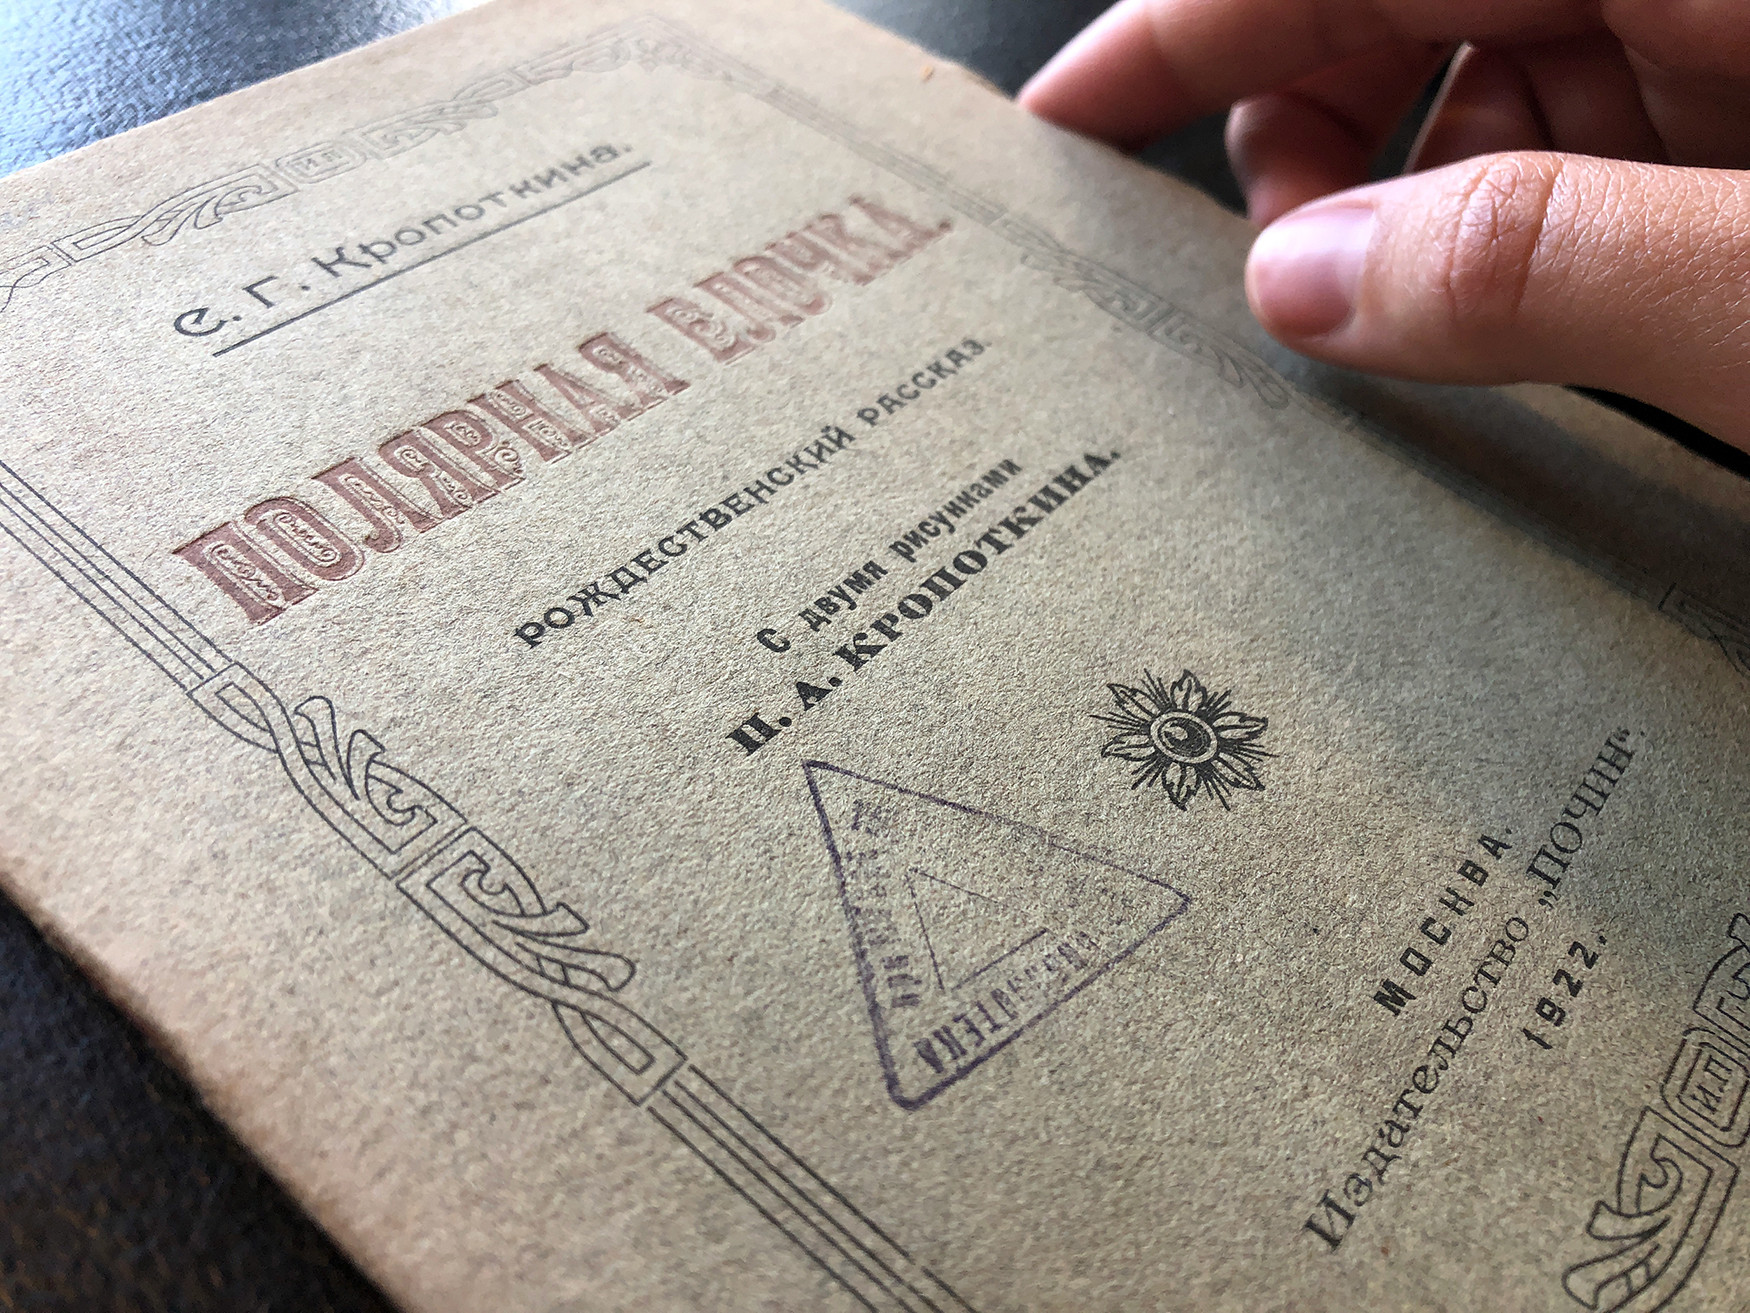 С. Г. Кропоткина.
ПОЛЯРНАЯ ЕЛОЧКА.
РОЖДЕСТВЕНСКИЙ РАССКАЗ.
С двумя рисунками
П. А. КРОПОТКИНА.
МОСКВА.
Издательство „ПОЧИН“.
1922.